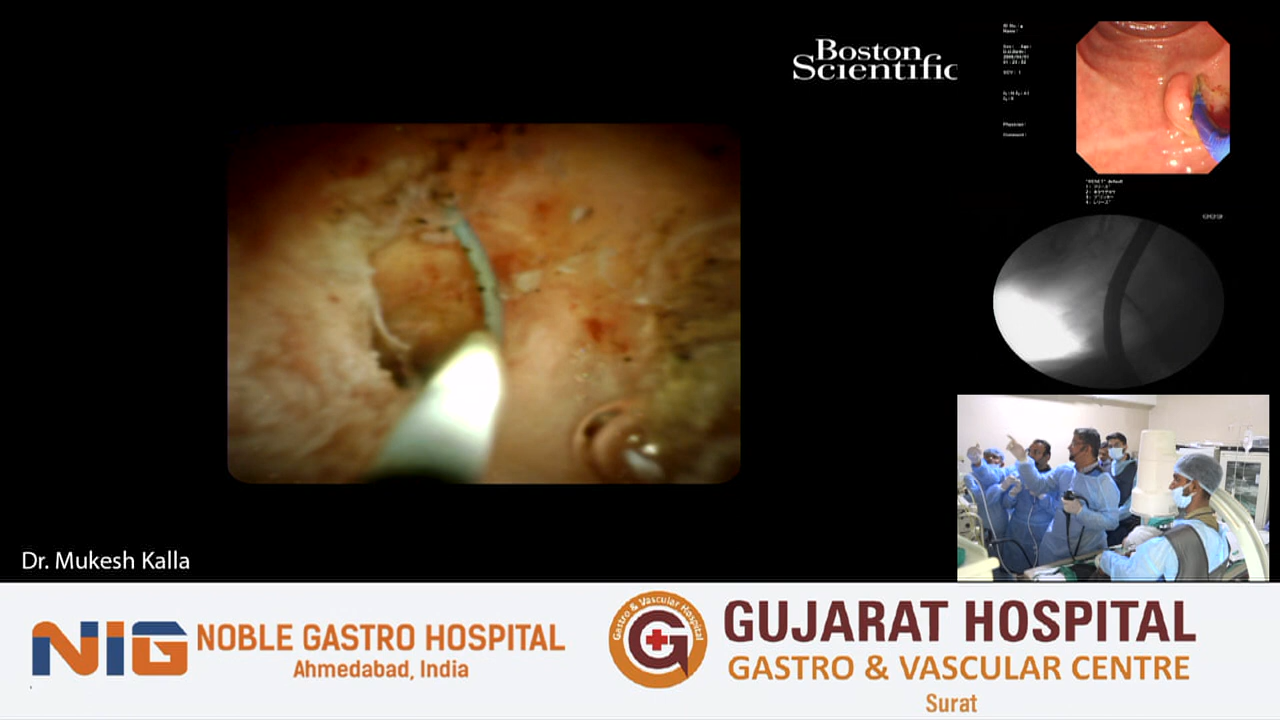 Boston
Scientific
Dr. Mukesh Kalla
NIG NOBLE GASTRO HOSPITAL
Ahmedabad, India
Gastro & Vascular Hospital
G
GUJARAT HOSPITAL
GASTRO & VASCULAR CENTRE
Surat